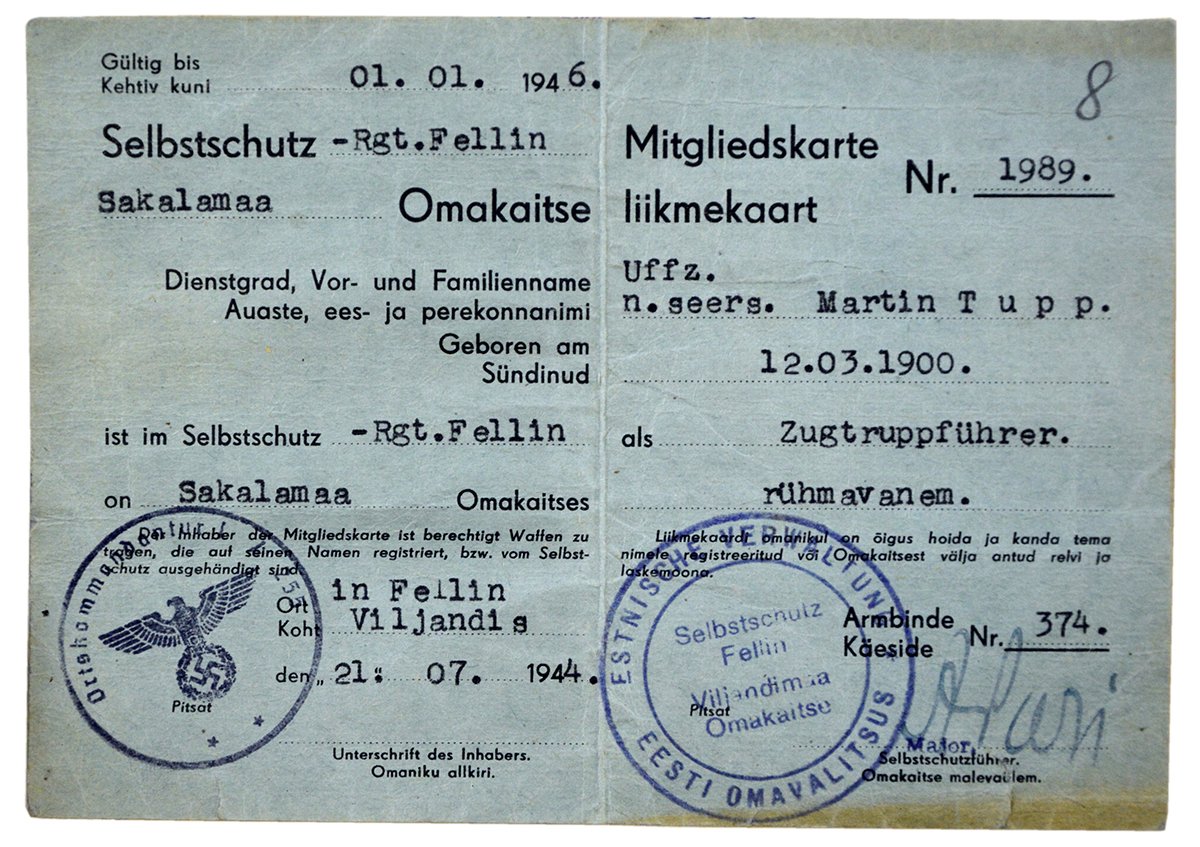 Gültig bis
Kehtiv kuni 01. 01. 1946.
8
Selbstschutz -Rgt.Fellin
Sakalamaa Omakaitse
Mitgliedskarte
liikmekaart
Nr. 1989.
Dienstgrad, Vor- und Familienname
Auaste, ees- ja perekonnanimi
Uffz.
n.seers. Martin T u p p.
Geboren am
Sündinud
12.03.1900.
ist im Selbstschutz -Rgt.Fellin als Zugtruppführer.
on Sakalamaa Omakaitses rühmavanem.
Der Inhaber der Mitgliedskarte ist berechtigt Waffen zu
tragen, die auf seinen Namen registriert, bzw. vom Selbst-
schutz ausgehändigt sind.
Liikmekaardi omanikul on õigus hoida ja kanda tema
nimele registreeritud või Omakaitsest välja antud relvi ja
laskemoona.
Ort in Fellin
Koht Viljandis
den „ 21: 07. 1944.
Pitsat
Ortskommandantur
Unterschrift des Inhabers.
Omaniku allkiri.
ESTNISCHE VERWALTUNG
Selbstschutz
Fellin
Viljandimaa
Omakaitse
EESTI OMAVALITSUS
Pitsat
Armbinde
Käeside
Nr. 374.
Major
Selbstschutzführer.
Omakaitse malevavlem.